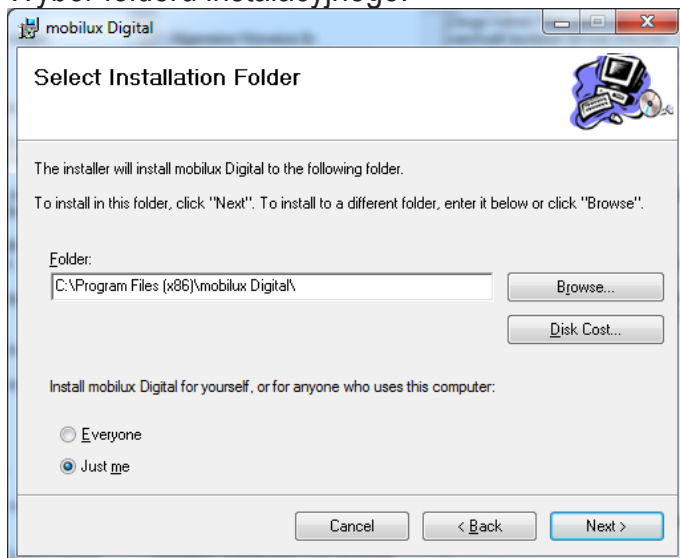 Wybór folderu instalacyjnego:
mobilux Digital
Select Installation Folder
The installer will install mobilux Digital to the following folder.
To install in this folder, click "Next". To install to a different folder, enter it below or click "Browse".
Folder:
C:\Program Files (x86)\mobilux Digital\
Browse...
Disk Cost...
Install mobilux Digital for yourself, or for anyone who uses this computer:
Everyone
Just me
Cancel
< Back
Next >